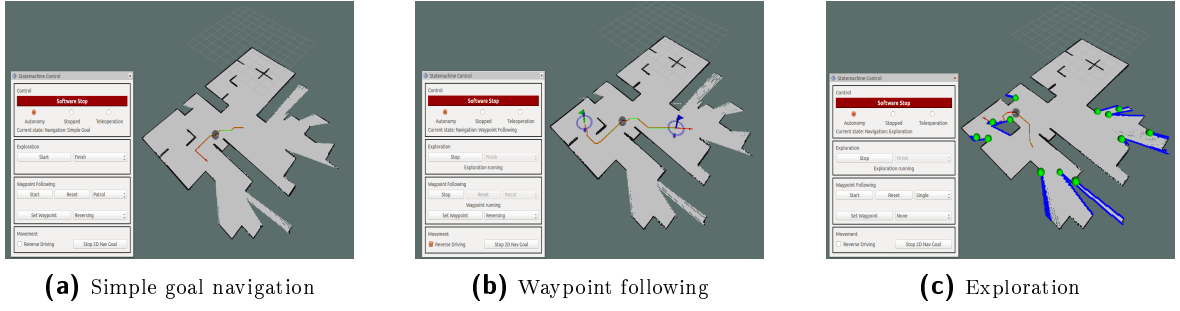 Statemachine Control
Control
Software Stop
Autonomy Stopped Teleoperation
Current state: Navigation: Simple Goal
Exploration
Start Finish
Waypoint Following
Start Reset Patrol
Set Waypoint Reversing
Movement
Reverse Driving Stop 2D Nav Goal
(a) Simple goal navigation
Statemachine Control
Control
Software Stop
Autonomy Stopped Teleoperation
Current state: Navigation: Waypoint Following
Exploration
Stop Finish
Exploration running
Waypoint Following
Stop Reset Patrol
Waypoint running
Set Waypoint Reversing
Movement
Reverse Driving Stop 2D Nav Goal
(b) Waypoint following
Statemachine Control
Control
Software Stop
Autonomy Stopped Teleoperation
Current state: Navigation: Exploration
Exploration
Stop Finish
Exploration running
Waypoint Following
Start Reset Single
Set Waypoint None
Movement
Reverse Driving Stop 2D Nav Goal
(c) Exploration